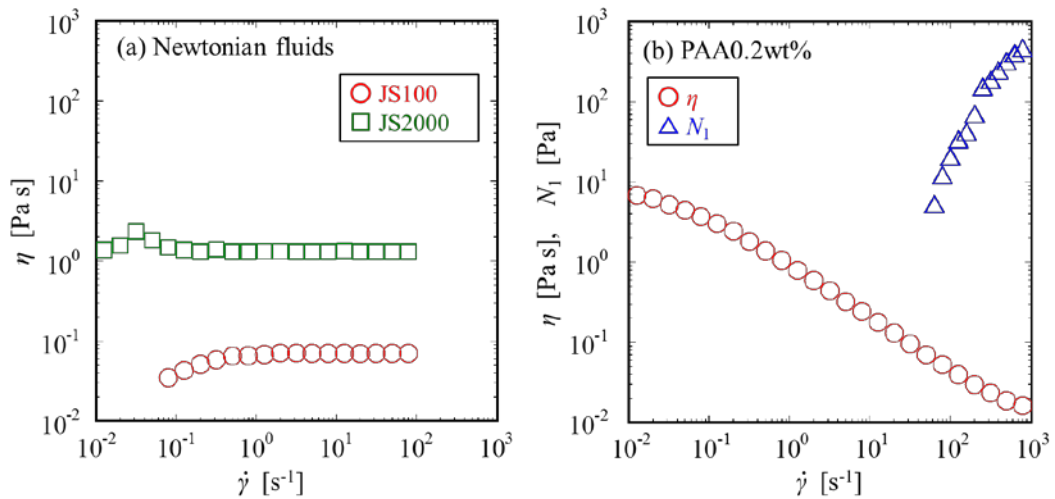 (a) Newtonian fluids
JS100
JS2000
10³
10²
10¹
10⁰
10⁻¹
10⁻²
η [Pa s]
10⁻² 10⁻¹ 10⁰ 10¹ 10² 10³
γ̇ [s⁻¹]
(b) PAA0.2wt%
η
N₁
10³
10²
10¹
10⁰
10⁻¹
10⁻²
η [Pa s], N₁ [Pa]
10⁻² 10⁻¹ 10⁰ 10¹ 10² 10³
γ̇ [s⁻¹]